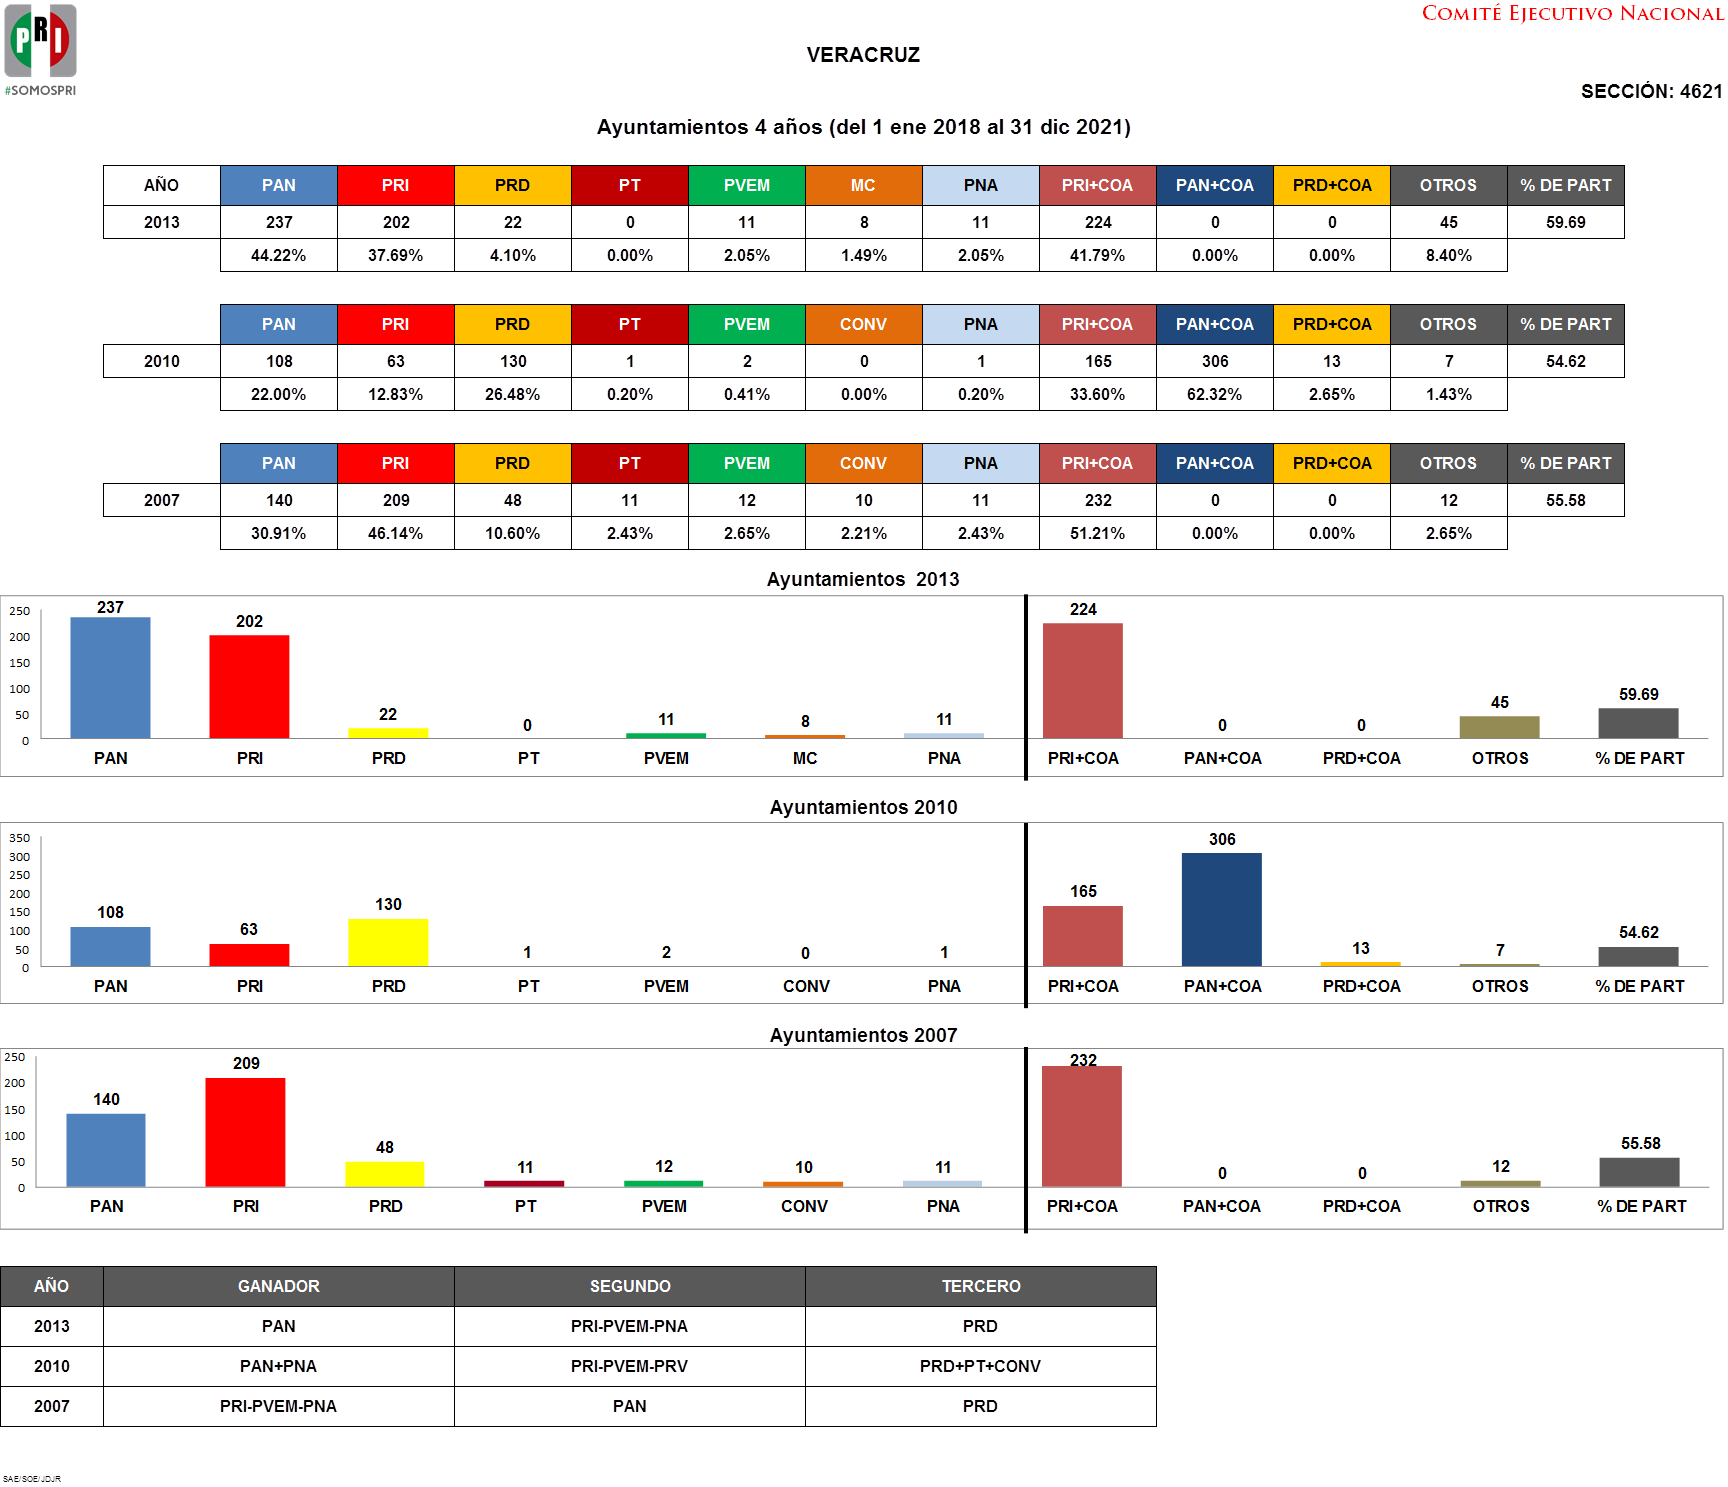 PRI
#SOMOSPRI
COMITÉ EJECUTIVO NACIONAL
VERACRUZ
SECCIÓN: 4621
Ayuntamientos 4 años (del 1 ene 2018 al 31 dic 2021)
AÑO PAN PRI PRD PT PVEM MC PNA PRI+COA PAN+COA PRD+COA OTROS % DE PART
2013 237 202 22 0 11 8 11 224 0 0 45 59.69
44.22% 37.69% 4.10% 0.00% 2.05% 1.49% 2.05% 41.79% 0.00% 0.00% 8.40%
PAN PRI PRD PT PVEM CONV PNA PRI+COA PAN+COA PRD+COA OTROS % DE PART
2010 108 63 130 1 2 0 1 165 306 13 7 54.62
22.00% 12.83% 26.48% 0.20% 0.41% 0.00% 0.20% 33.60% 62.32% 2.65% 1.43%
PAN PRI PRD PT PVEM CONV PNA PRI+COA PAN+COA PRD+COA OTROS % DE PART
2007 140 209 48 11 12 10 11 232 0 0 12 55.58
30.91% 46.14% 10.60% 2.43% 2.65% 2.21% 2.43% 51.21% 0.00% 0.00% 2.65%
Ayuntamientos 2013
250
200
150
100
50
0
237 202 22 0 11 8 11 224 0 0 45 59.69
PAN PRI PRD PT PVEM MC PNA PRI+COA PAN+COA PRD+COA OTROS % DE PART
Ayuntamientos 2010
350
300
250
200
150
100
50
0
108 63 130 1 2 0 1 165 306 13 7 54.62
PAN PRI PRD PT PVEM CONV PNA PRI+COA PAN+COA PRD+COA OTROS % DE PART
Ayuntamientos 2007
250
200
150
100
50
0
140 209 48 11 12 10 11 232 0 0 12 55.58
PAN PRI PRD PT PVEM CONV PNA PRI+COA PAN+COA PRD+COA OTROS % DE PART
AÑO GANADOR SEGUNDO TERCERO
2013 PAN PRI-PVEM-PNA PRD
2010 PAN+PNA PRI-PVEM-PRV PRD+PT+CONV
2007 PRI-PVEM-PNA PAN PRD
SAE/SOE/JDJR